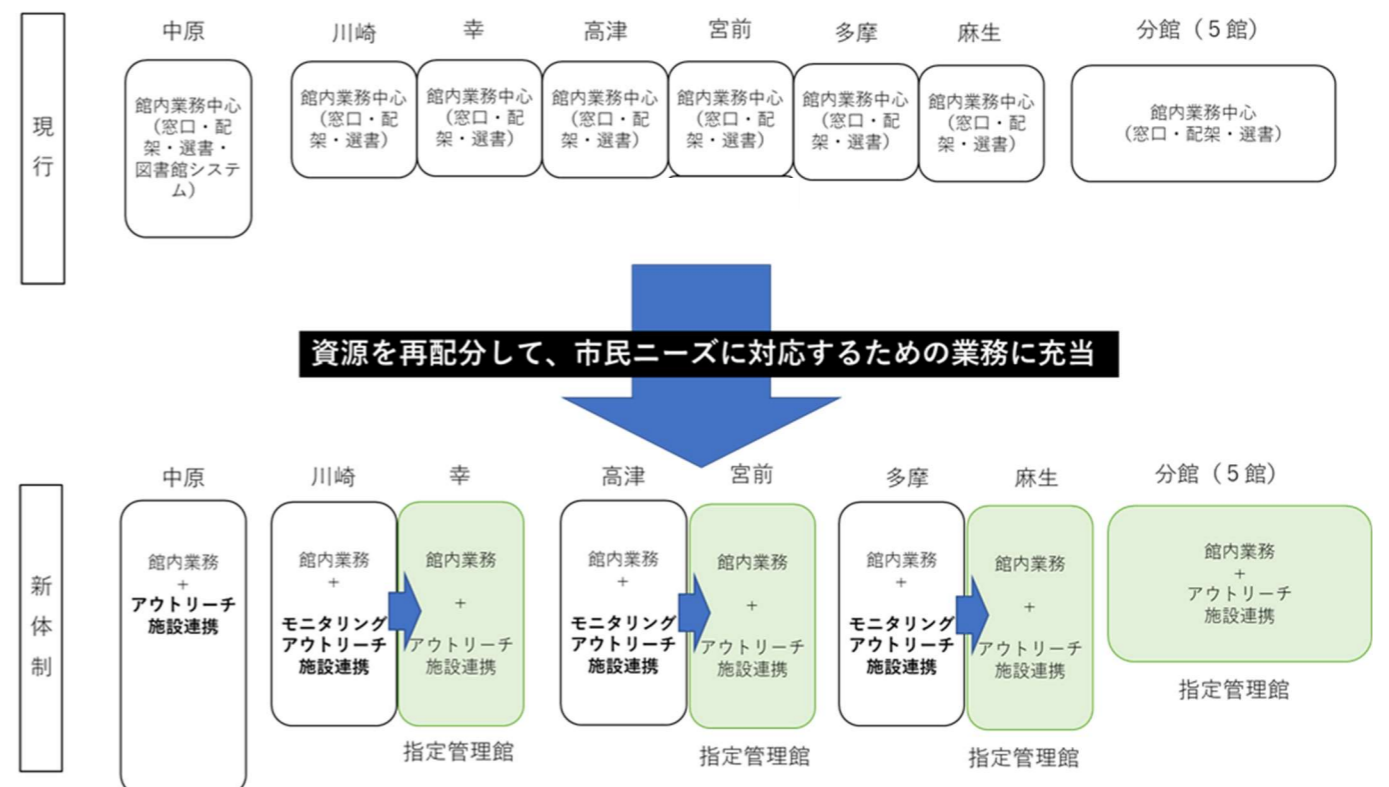 現行
中原
川崎
幸
高津
宮前
多摩
麻生
分館（５館）
館内業務中心
（窓口・配
架・選書・
図書館システ
ム）
館内業務中心
（窓口・配
架・選書）
館内業務中心
（窓口・配
架・選書）
館内業務中心
（窓口・配
架・選書）
館内業務中心
（窓口・配
架・選書）
館内業務中心
（窓口・配
架・選書）
館内業務中心
（窓口・配
架・選書）
館内業務中心
（窓口・配架・選書）
資源を再配分して、市民ニーズに対応するための業務に充当
新体制
中原
川崎
幸
高津
宮前
多摩
麻生
分館（５館）
館内業務
+
アウトリーチ
施設連携
館内業務
+
モニタリング
アウトリーチ
施設連携
館内業務
+
アウトリーチ
施設連携
指定管理館
館内業務
+
モニタリング
アウトリーチ
施設連携
館内業務
+
アウトリーチ
施設連携
指定管理館
館内業務
+
モニタリング
アウトリーチ
施設連携
館内業務
+
アウトリーチ
施設連携
指定管理館
館内業務
+
アウトリーチ
施設連携
指定管理館